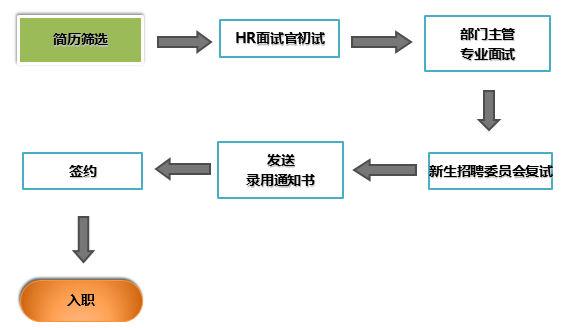 简历筛选
HR面试官初试
部门主管
专业面试
新生招聘委员会复试
发送
录用通知书
签约
入职